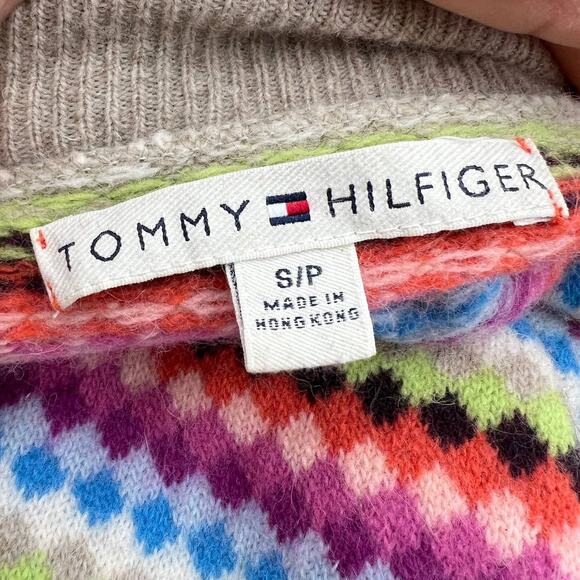 TOMMY HILFIGER
S/P
MADE IN
HONG KONG